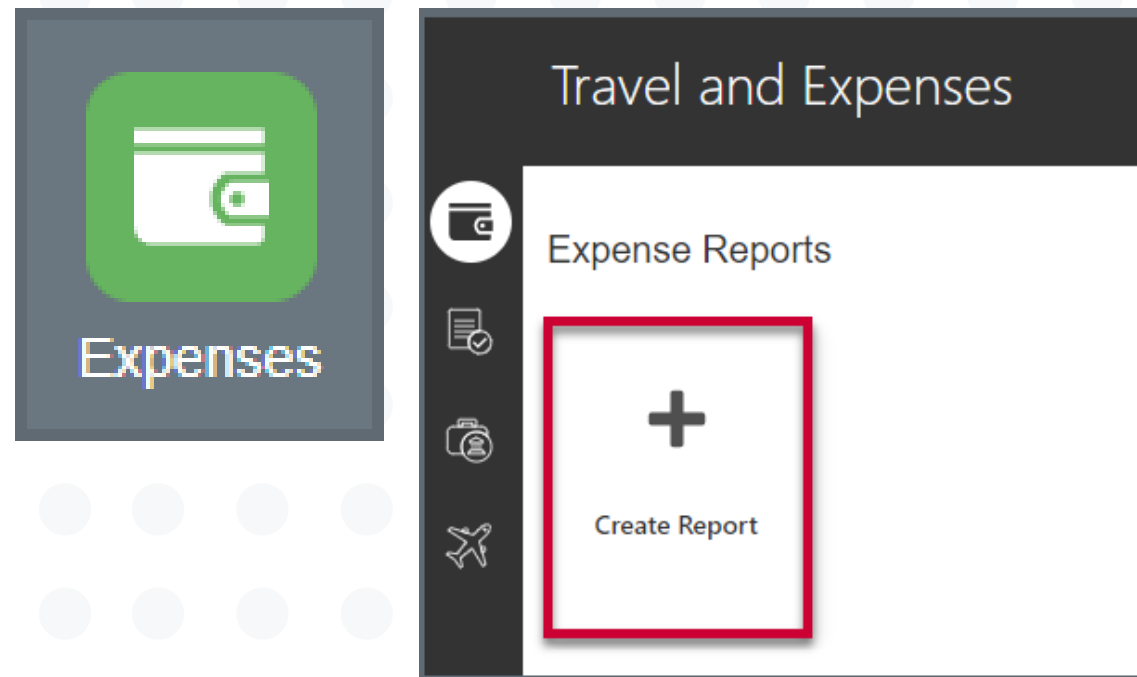 Expenses
Travel and Expenses
Expense Reports
Create Report